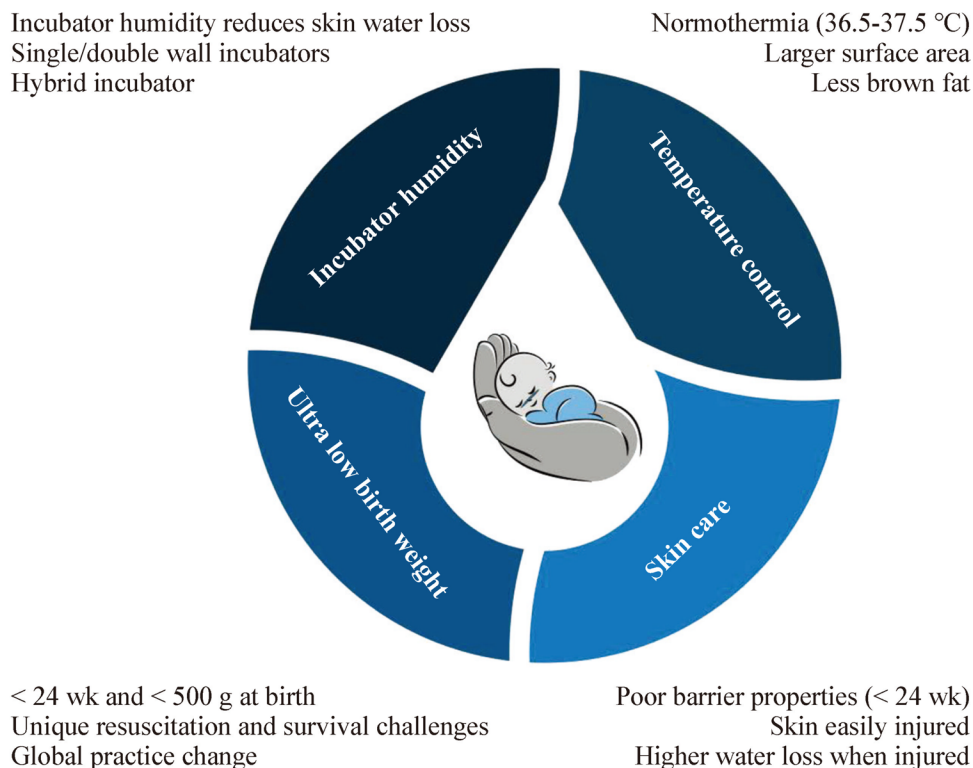 Incubator humidity reduces skin water loss
Single/double wall incubators
Hybrid incubator
Normothermia (36.5-37.5 ℃)
Larger surface area
Less brown fat
Incubator humidity
Temperature control
Ultra low birth weight
Skin care
< 24 wk and < 500 g at birth
Unique resuscitation and survival challenges
Global practice change
Poor barrier properties (< 24 wk)
Skin easily injured
Higher water loss when injured